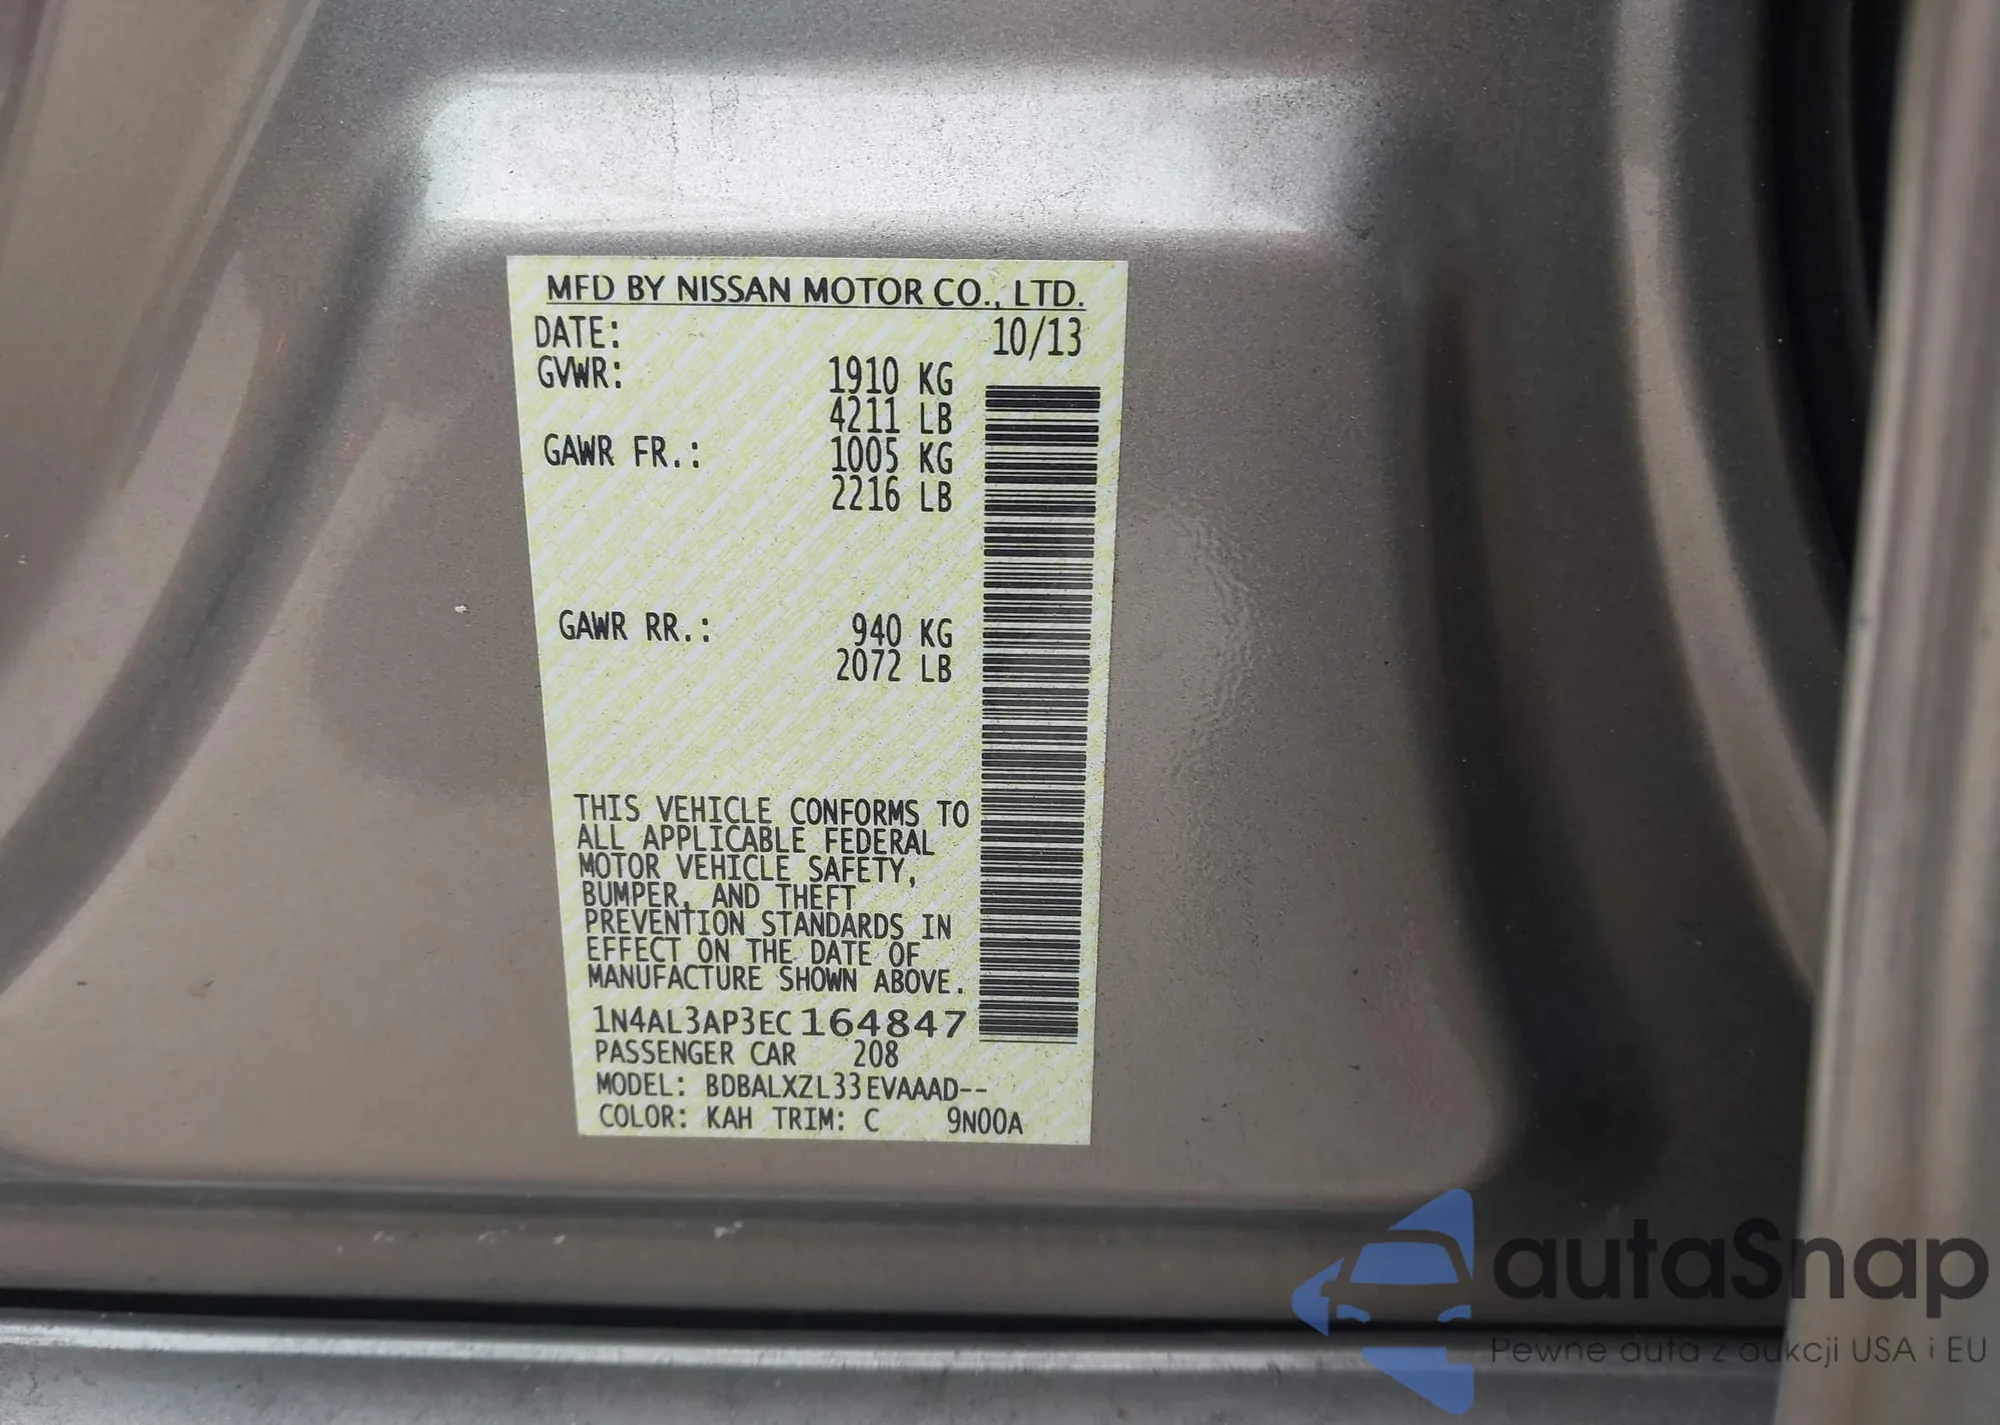 MFD BY NISSAN MOTOR CO., LTD.
DATE: 10/13
GVWR: 1910 KG
4211 LB
GAWR FR.: 1005 KG
2216 LB
GAWR RR.: 940 KG
2072 LB
THIS VEHICLE CONFORMS TO
ALL APPLICABLE FEDERAL
MOTOR VEHICLE SAFETY,
BUMPER, AND THEFT
PREVENTION STANDARDS IN
EFFECT ON THE DATE OF
MANUFACTURE SHOWN ABOVE.
1N4AL3AP3EC164847
PASSENGER CAR 208
MODEL: BDBALXZL33EVAAAD--
COLOR: KAH TRIM: C 9N00A
autaSnap
Pewne auta z aukcji USA i EU